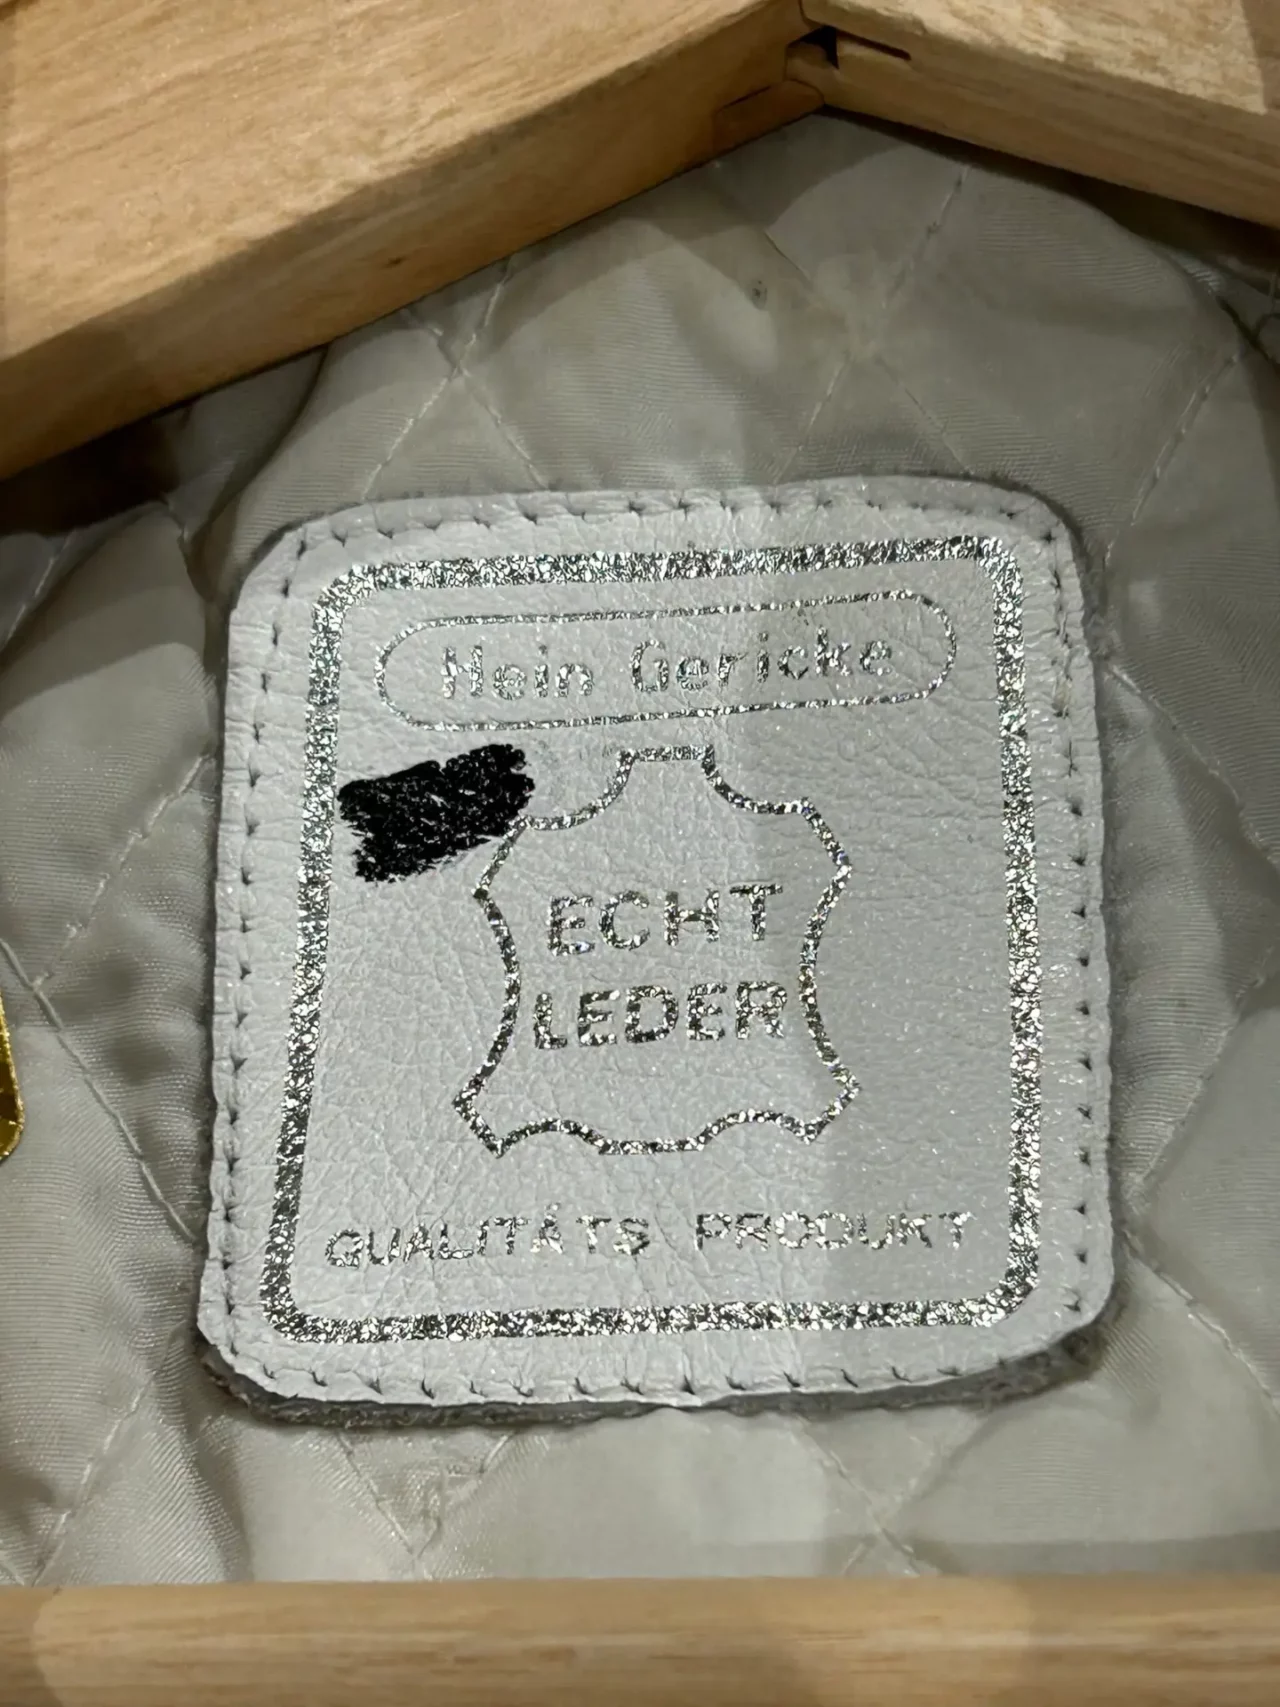 Hein Gericke
ECHT
LEDER
QUALITÄTS PRODUKT